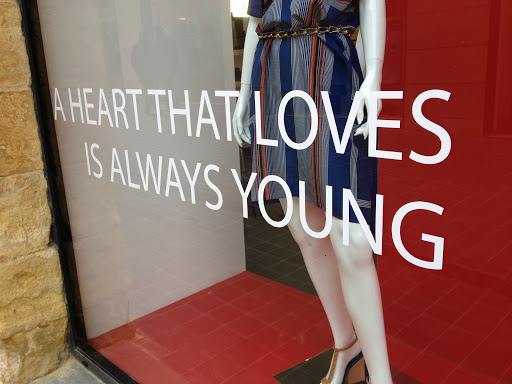 A HEART THAT LOVES
IS ALWAYS YOUNG